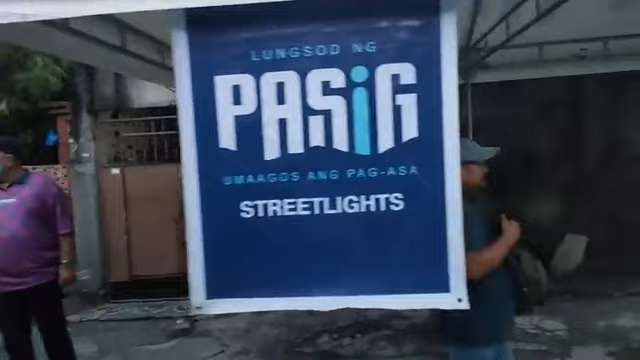 LUNGSOD NG
PASiG
UMAAGOS ANG PAG-ASA
STREETLIGHTS